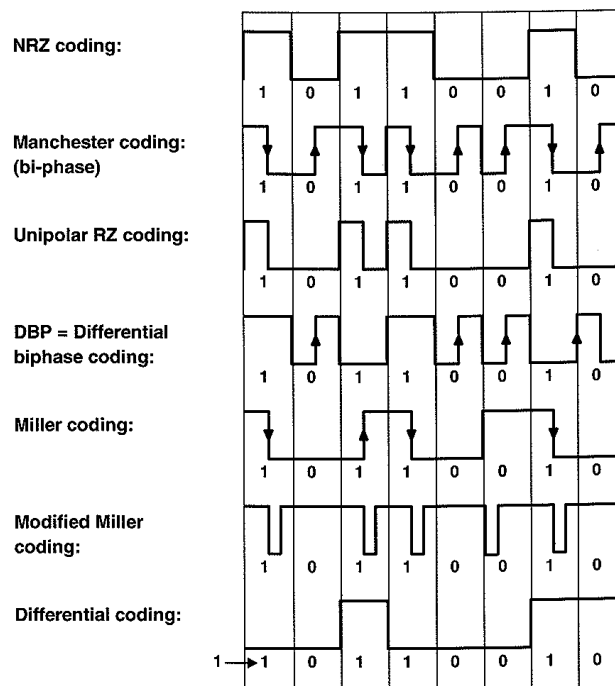 NRZ coding:
1 0 1 1 0 0 1 0
Manchester coding:
(bi-phase)
1 0 1 1 0 0 1 0
Unipolar RZ coding:
1 0 1 1 0 0 1 0
DBP = Differential
biphase coding:
1 0 1 1 0 0 1 0
Miller coding:
1 0 1 1 0 0 1 0
Modified Miller
coding:
1 0 1 1 0 0 1 0
Differential coding:
1 1 0 1 1 0 0 1 0